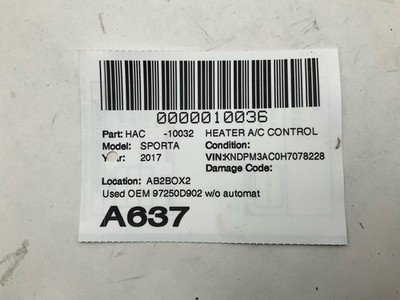 0000010036
Part: HAC -10032 HEATER A/C CONTROL
Model: SPORTA Condition:
Year: 2017 VIN:KNDPM3AC0H7078228
Damage Code:
Location: AB2BOX2
Used OEM 97250D902 w/o automat
A637